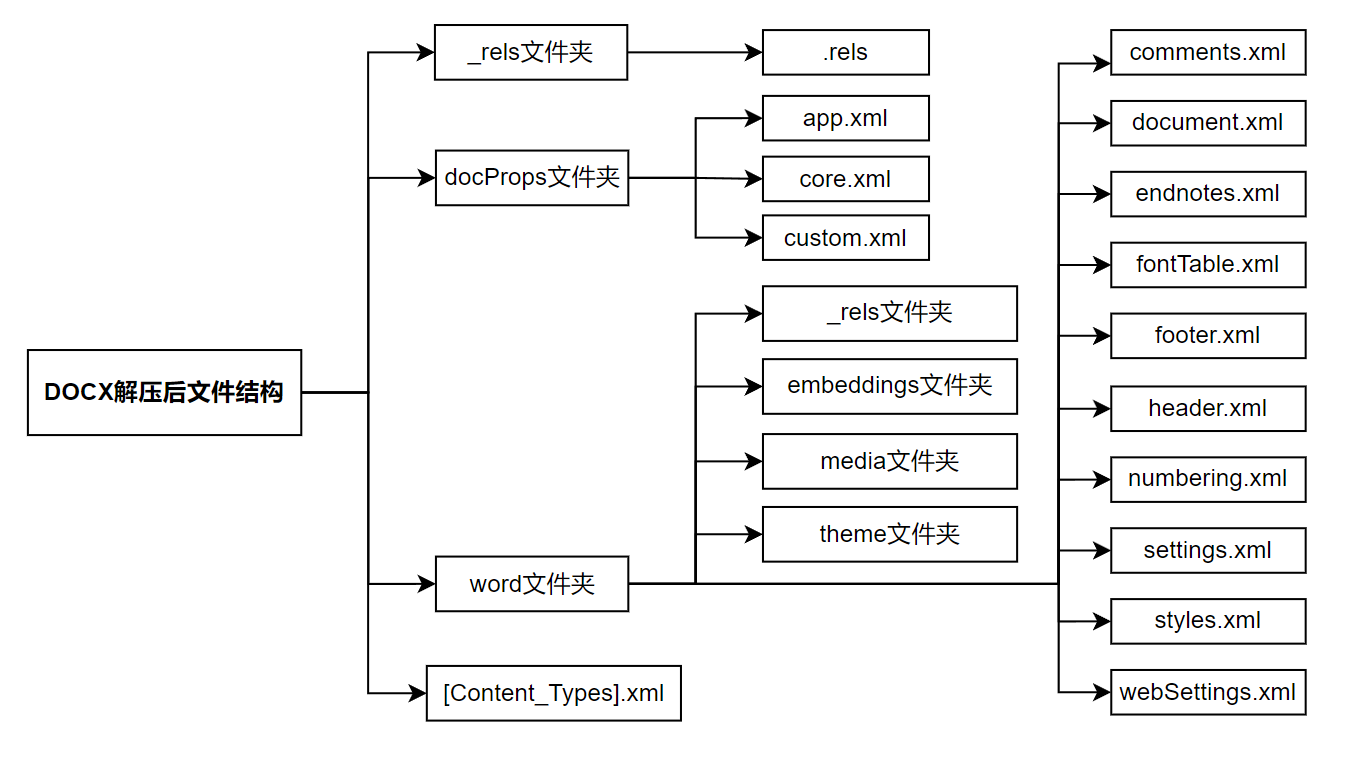 DOCX解压后文件结构
_rels文件夹
.rels
docProps文件夹
app.xml
core.xml
custom.xml
word文件夹
_rels文件夹
embeddings文件夹
media文件夹
theme文件夹
comments.xml
document.xml
endnotes.xml
fontTable.xml
footer.xml
header.xml
numbering.xml
settings.xml
styles.xml
webSettings.xml
[Content_Types].xml